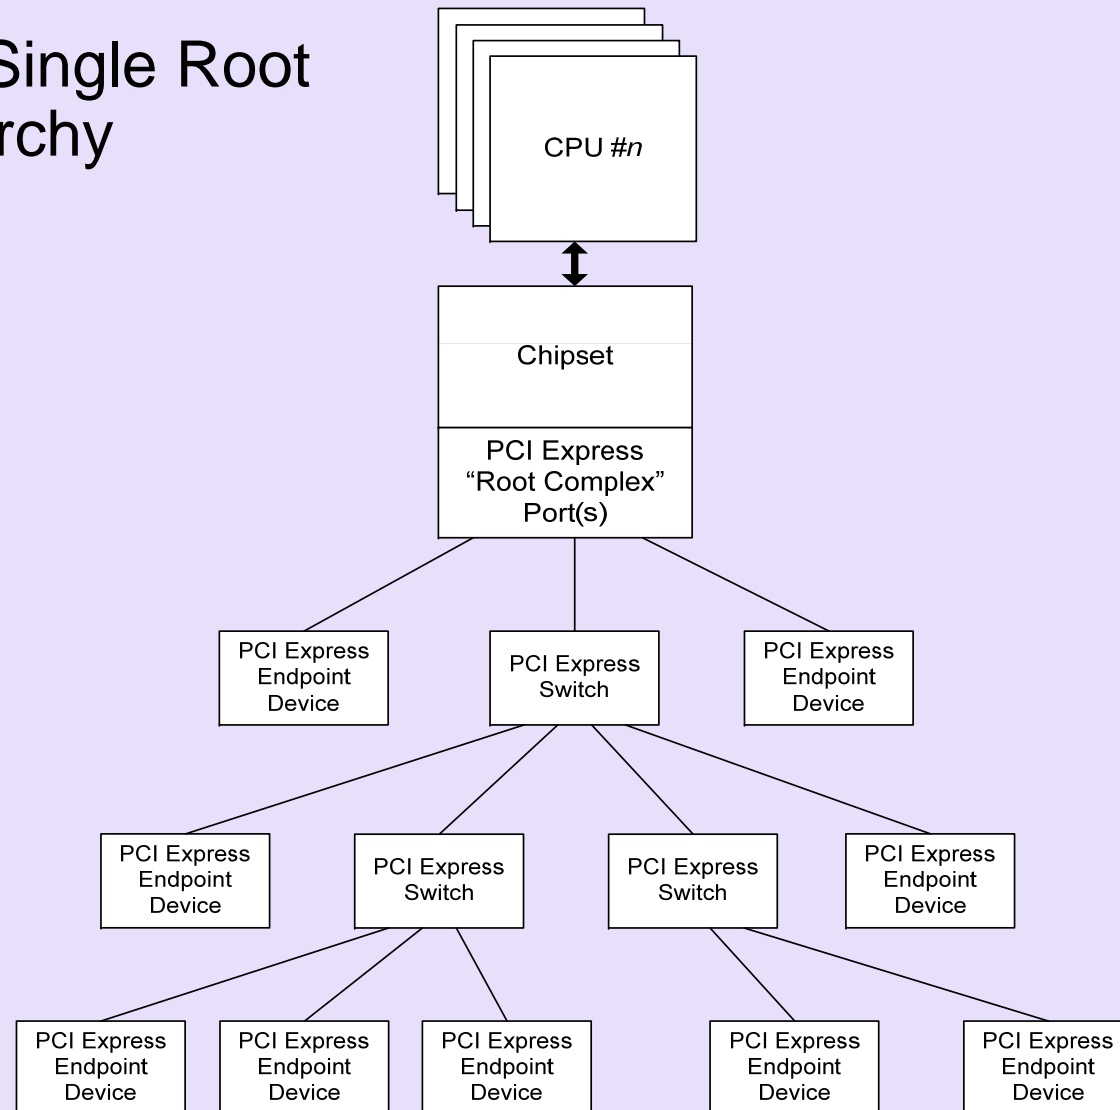 Single Root
rchy
CPU #n
Chipset
PCI Express
“Root Complex”
Port(s)
PCI Express
Endpoint
Device
PCI Express
Switch
PCI Express
Endpoint
Device
PCI Express
Endpoint
Device
PCI Express
Switch
PCI Express
Switch
PCI Express
Endpoint
Device
PCI Express
Endpoint
Device
PCI Express
Endpoint
Device
PCI Express
Endpoint
Device
PCI Express
Endpoint
Device
PCI Express
Endpoint
Device